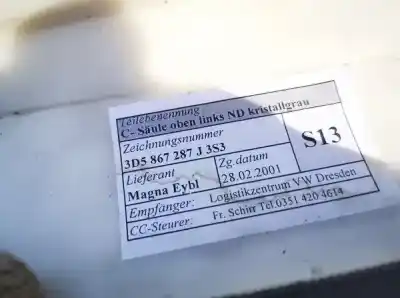 Teilebenennung
C- Säule oben links ND kristallgrau
Zeichnungsnummer
3D5 867 287 J 3S3
S13
Lieferant
Zg.datum
Magna Eybl
28.02.2001
Empfänger: Logistikzentrum VW Dresden
CC-Steurer: Fr. Schirr Tel.0351 420 4614